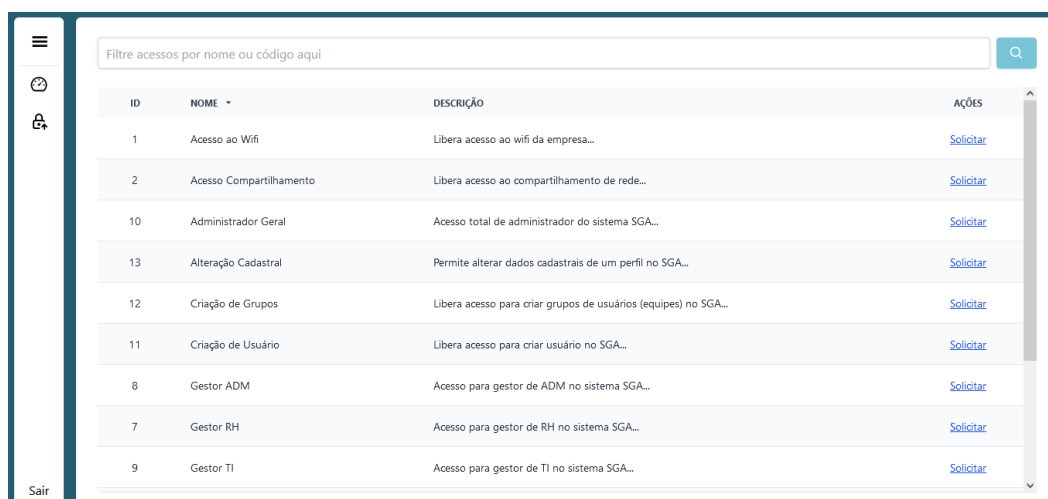 Filtre acessos por nome ou código aqui
ID NOME DESCRIÇÃO AÇÕES
1 Acesso ao Wifi Libera acesso ao wifi da empresa... Solicitar
2 Acesso Compartilhamento Libera acesso ao compartilhamento de rede... Solicitar
10 Administrador Geral Acesso total de administrador do sistema SGA... Solicitar
13 Alteração Cadastral Permite alterar dados cadastrais de um perfil no SGA... Solicitar
12 Criação de Grupos Libera acesso para criar grupos de usuários (equipes) no SGA... Solicitar
11 Criação de Usuário Libera acesso para criar usuário no SGA... Solicitar
8 Gestor ADM Acesso para gestor de ADM no sistema SGA... Solicitar
7 Gestor RH Acesso para gestor de RH no sistema SGA... Solicitar
9 Gestor TI Acesso para gestor de TI no sistema SGA... Solicitar
Sair